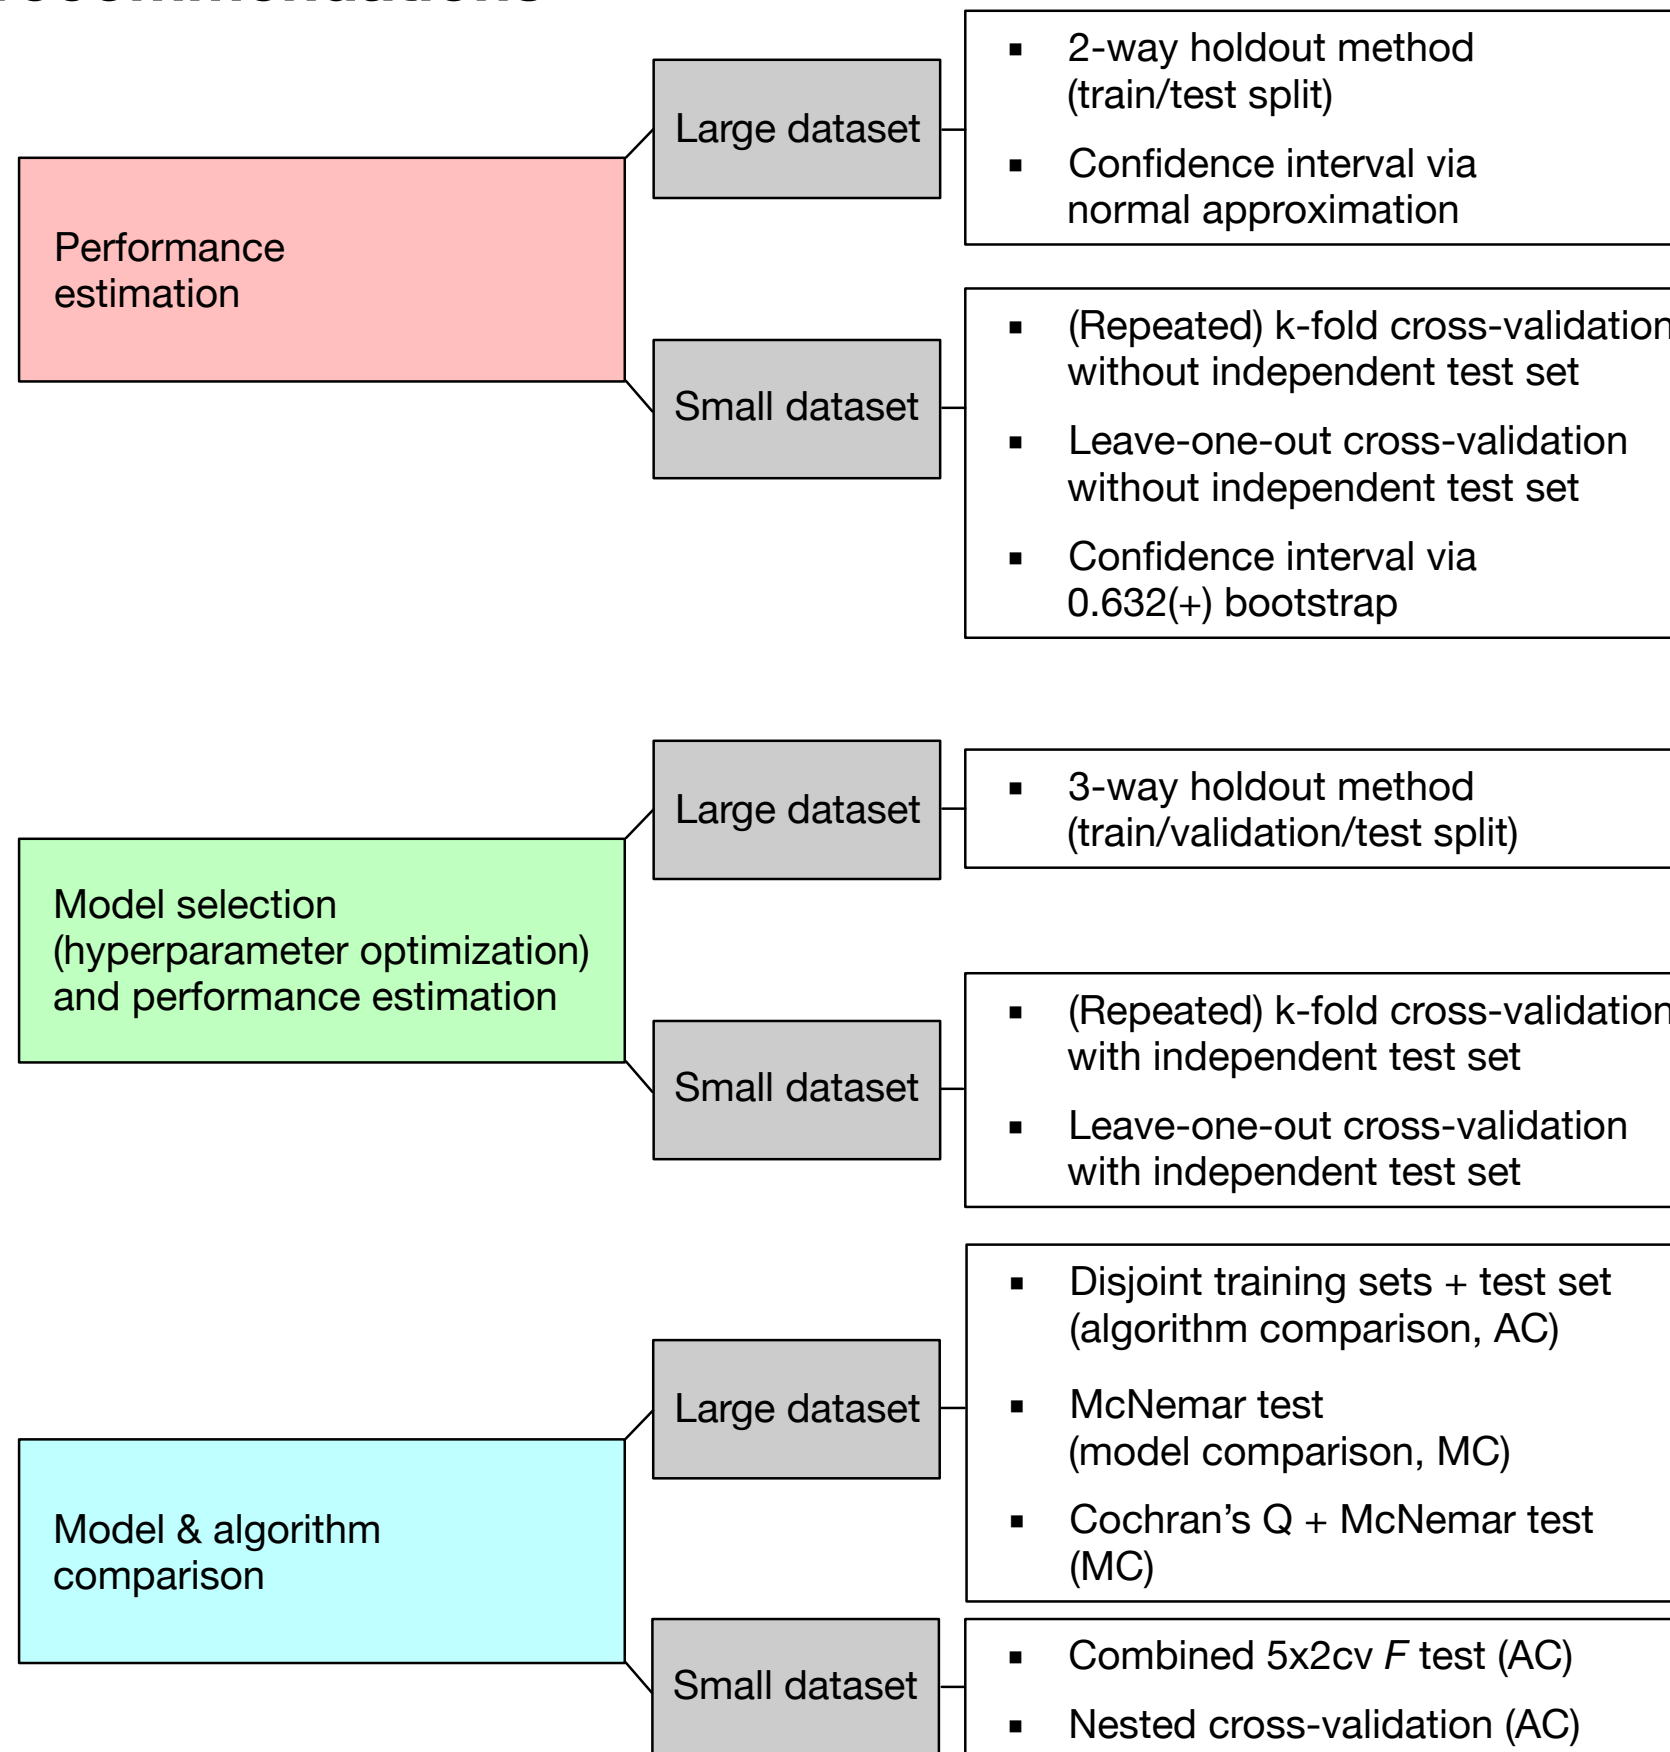 Performance
estimation
Large dataset
▪ 2-way holdout method
(train/test split)
▪ Confidence interval via
normal approximation
Small dataset
▪ (Repeated) k-fold cross-validation
without independent test set
▪ Leave-one-out cross-validation
without independent test set
▪ Confidence interval via
0.632(+) bootstrap
Model selection
(hyperparameter optimization)
and performance estimation
Large dataset
▪ 3-way holdout method
(train/validation/test split)
Small dataset
▪ (Repeated) k-fold cross-validation
with independent test set
▪ Leave-one-out cross-validation
with independent test set
Model & algorithm
comparison
Large dataset
▪ Disjoint training sets + test set
(algorithm comparison, AC)
▪ McNemar test
(model comparison, MC)
▪ Cochran’s Q + McNemar test
(MC)
Small dataset
▪ Combined 5x2cv F test (AC)
▪ Nested cross-validation (AC)